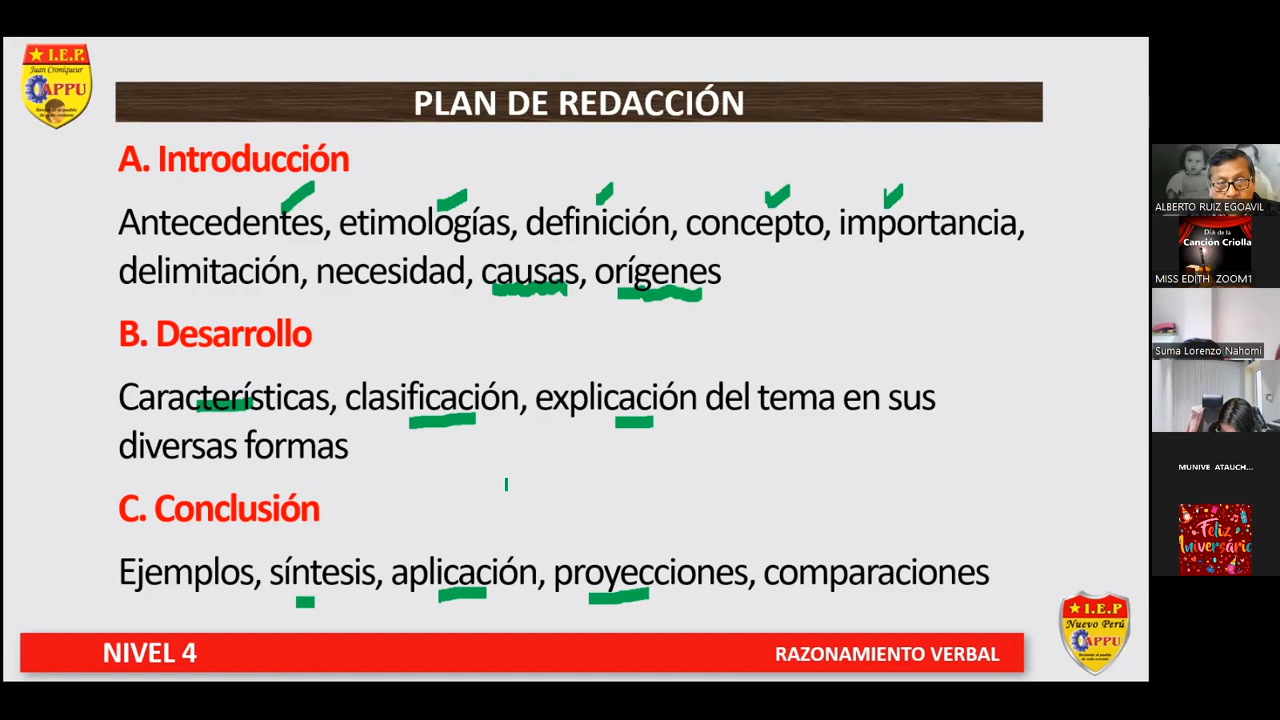 I.E.P.
Juan Croniqueur
APPU
PLAN DE REDACCIÓN
A. Introducción
Antecedentes, etimologías, definición, concepto, importancia,
delimitación, necesidad, causas, orígenes
B. Desarrollo
Características, clasificación, explicación del tema en sus
diversas formas
C. Conclusión
Ejemplos, síntesis, aplicación, proyecciones, comparaciones
NIVEL 4
RAZONAMIENTO VERBAL
I.E.P
Nuevo Perú
APPU
ALBERTO RUIZ EGOAVIL
Día de la
Canción Criolla
MISS EDITH ZOOM1
Suma Lorenzo Nahomi
MUNIVE ATAUCH...
Feliz
Aniversario